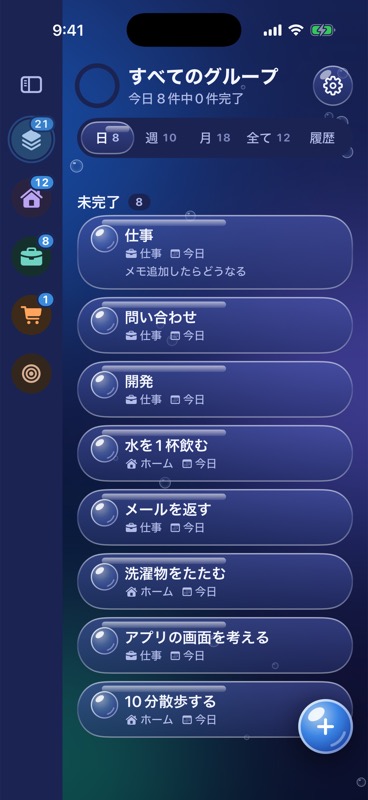 9:41
すべてのグループ
今日 8 件中 0 件完了
21
12
8
1
日 8 週 10 月 18 全て 12 履歴
未完了 8
仕事
仕事 今日
メモ追加したらどうなる
問い合わせ
仕事 今日
開発
仕事 今日
水を1杯飲む
ホーム 今日
メールを返す
仕事 今日
洗濯物をたたむ
ホーム 今日
アプリの画面を考える
仕事 今日
10 分散歩する
ホーム 今日